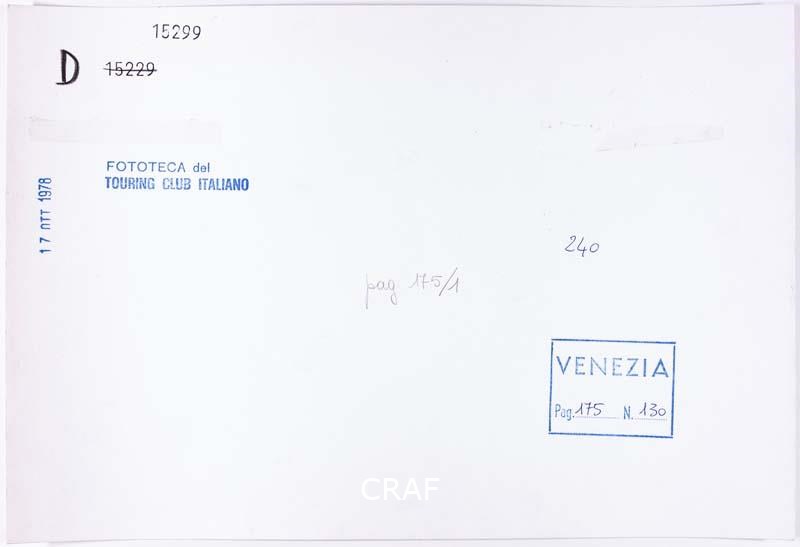 15299
D 15229
FOTOTECA del
TOURING CLUB ITALIANO
17 OTT 1978
240
pag 175/1
VENEZIA
Pag. 175 N. 130
CRAF